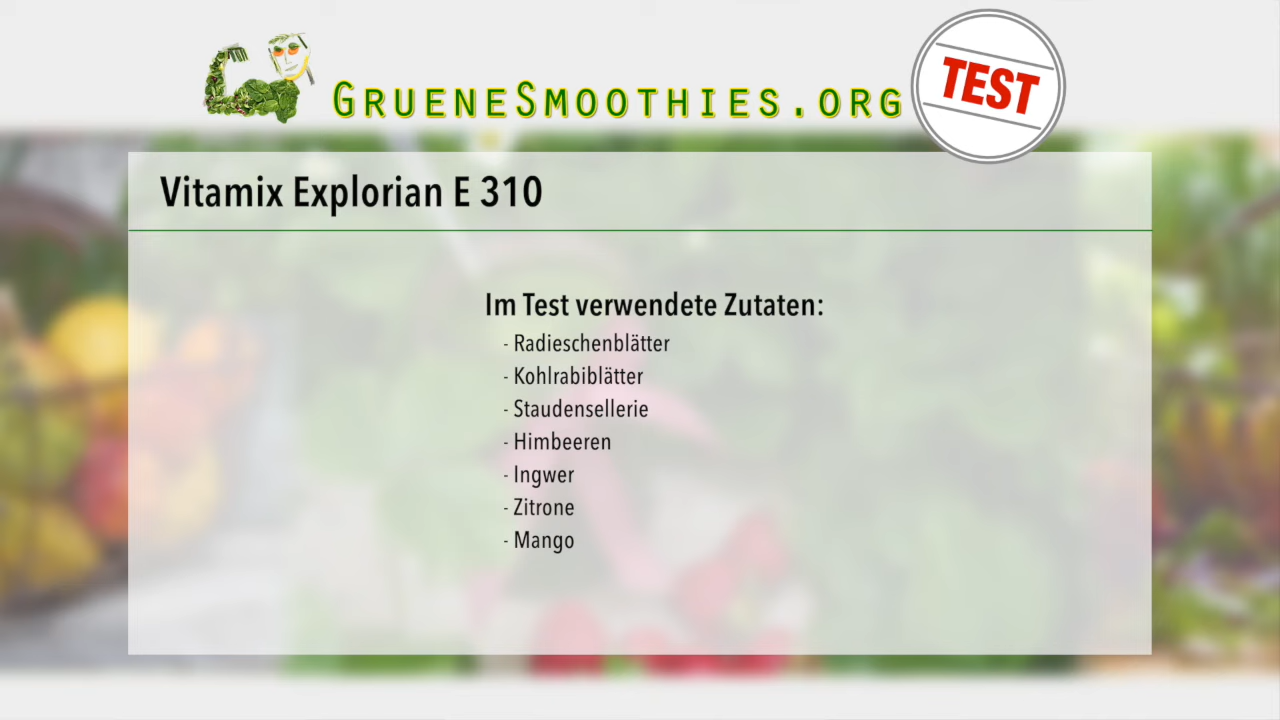 GrueneSmoothies.org
TEST
Vitamix Explorian E 310
Im Test verwendete Zutaten:
- Radieschenblätter
- Kohlrabiblätter
- Staudensellerie
- Himbeeren
- Ingwer
- Zitrone
- Mango